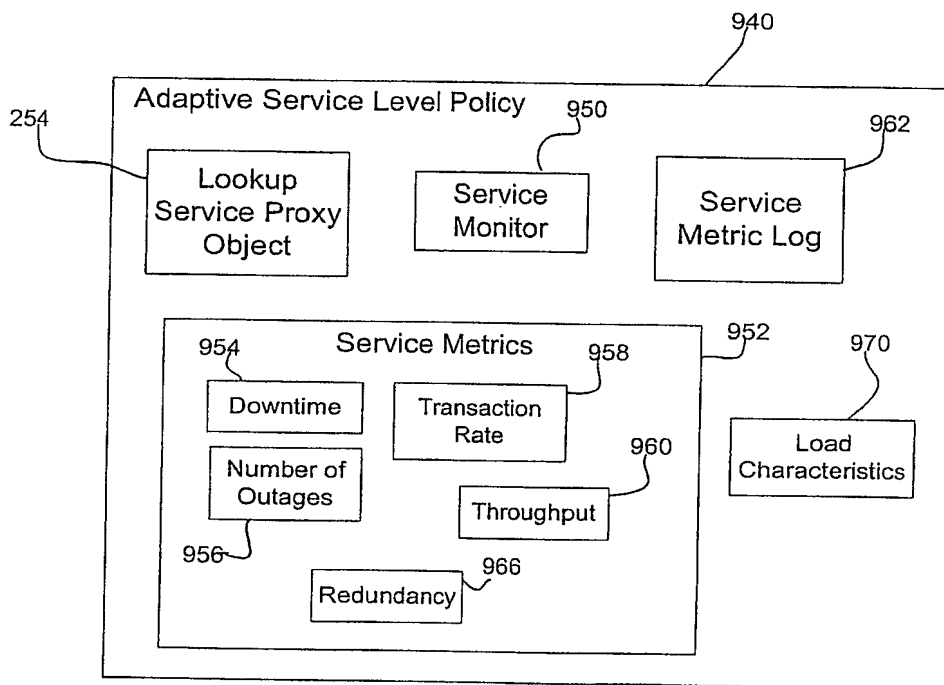 940
Adaptive Service Level Policy
254
950
962
Lookup
Service Proxy
Object
Service
Monitor
Service
Metric Log
Service Metrics
952
954
958
970
Downtime
Transaction
Rate
Load
Characteristics
Number of
Outages
960
Throughput
956
966
Redundancy